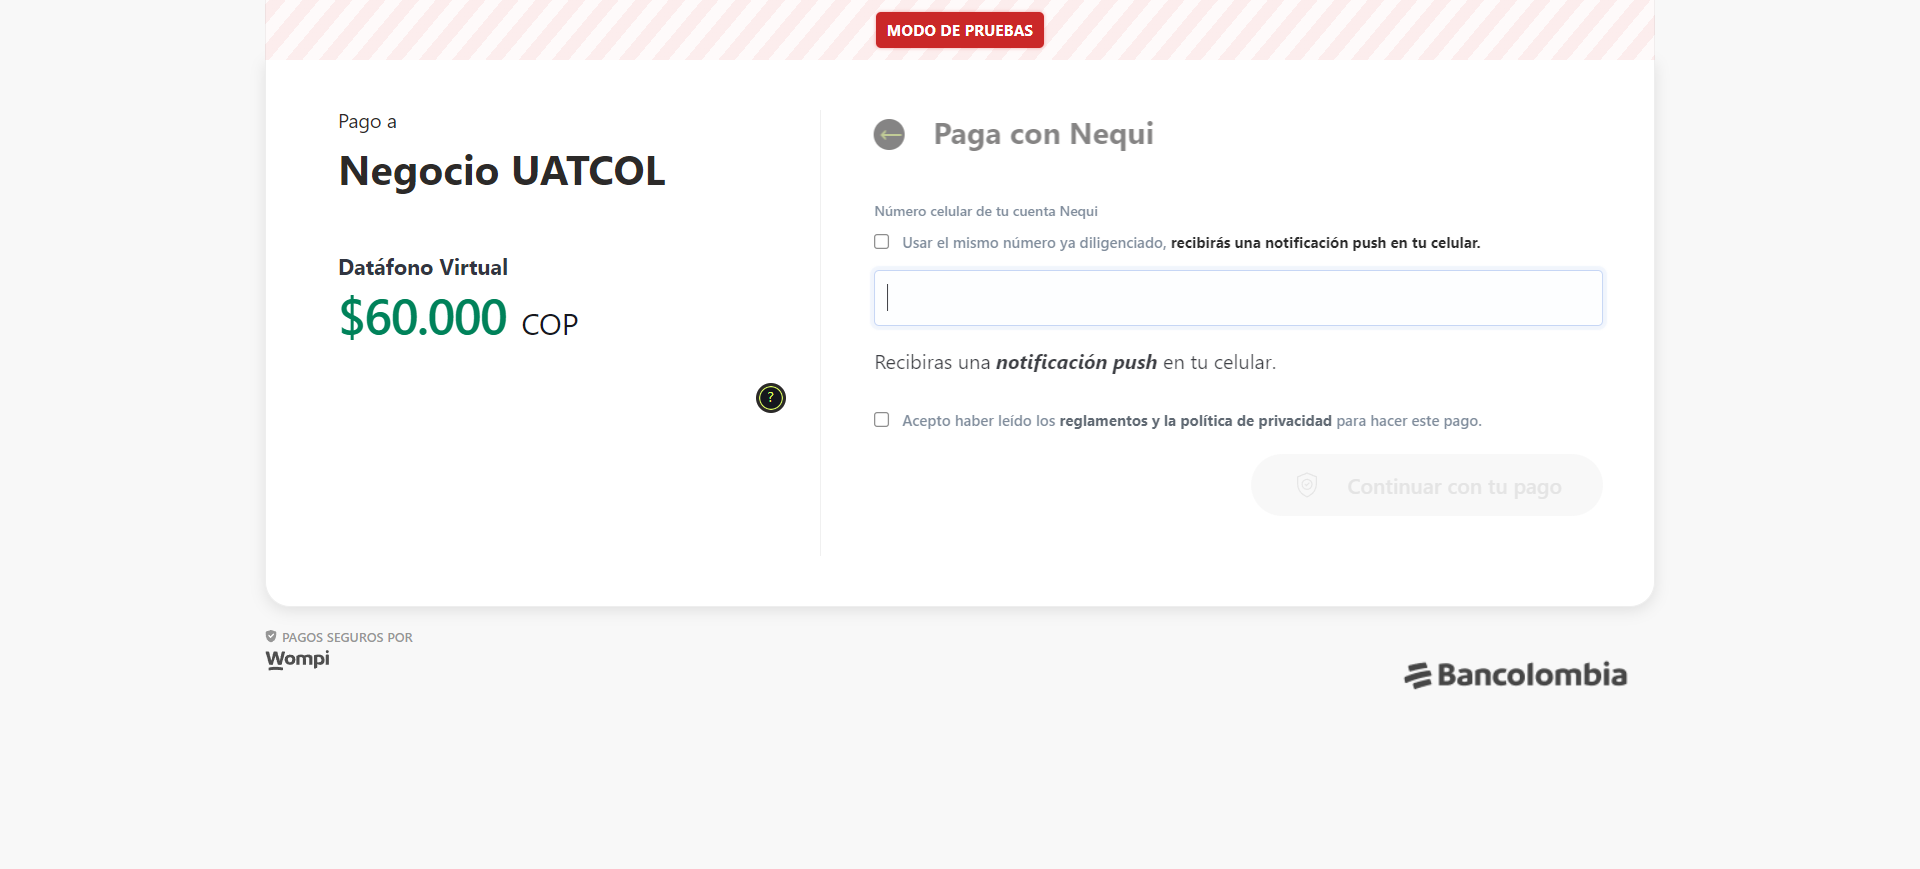 MODO DE PRUEBAS
Pago a
Negocio UATCOL
Datáfono Virtual
$60.000 COP
?
Paga con Nequi
Número celular de tu cuenta Nequi
Usar el mismo número ya diligenciado, recibirás una notificación push en tu celular.
Recibiras una notificación push en tu celular.
Acepto haber leído los reglamentos y la política de privacidad para hacer este pago.
Continuar con tu pago
PAGOS SEGUROS POR
Wompi
Bancolombia